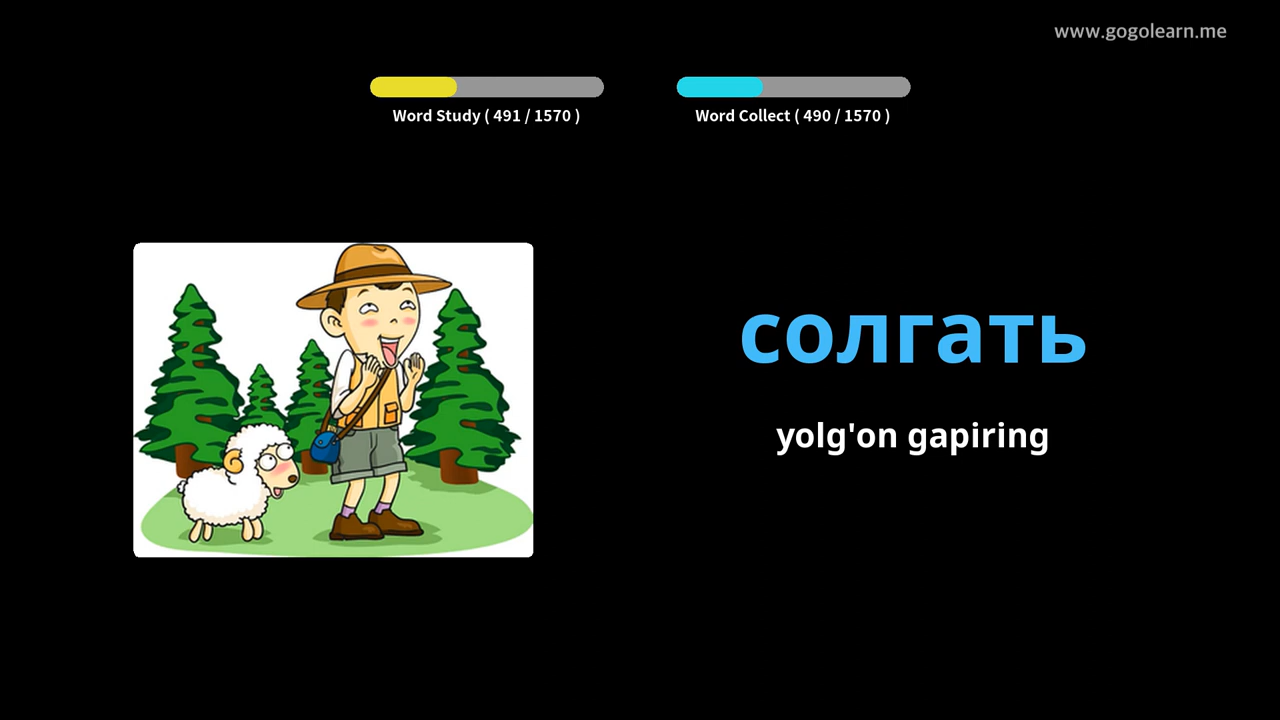 www.gogolearn.me
Word Study ( 491 / 1570 )
Word Collect ( 490 / 1570 )
солгать
yolg'on gapiring